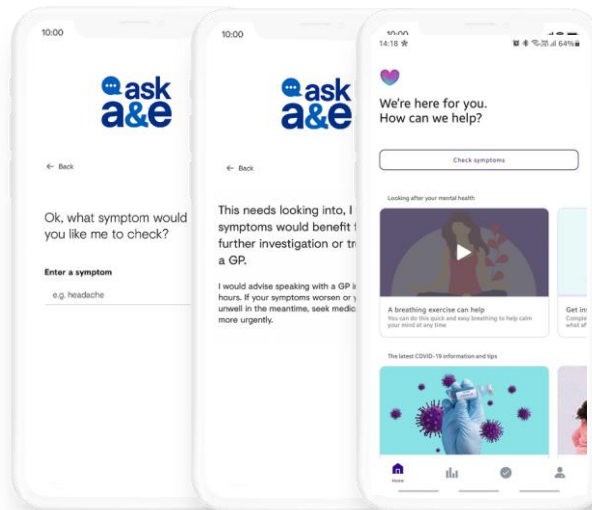 10:00
ask
a&e
← Back
Ok, what symptom would
you like me to check?
Enter a symptom
e.g. headache
10:00
ask
a&e
← Back
This needs looking into, I
symptoms would benefit
further investigation or
a GP.
I would advise speaking with a GP
hours. If your symptoms worsen or
unwell in the meantime, seek
more urgently.
10:00
14:18
64%
We're here for you.
How can we help?
Check symptoms
Looking after your mental health
A breathing exercise can help
You can do this quick and easy breathing to help calm
your mind at any time
Get
The latest COVID-19 information and tips
Home